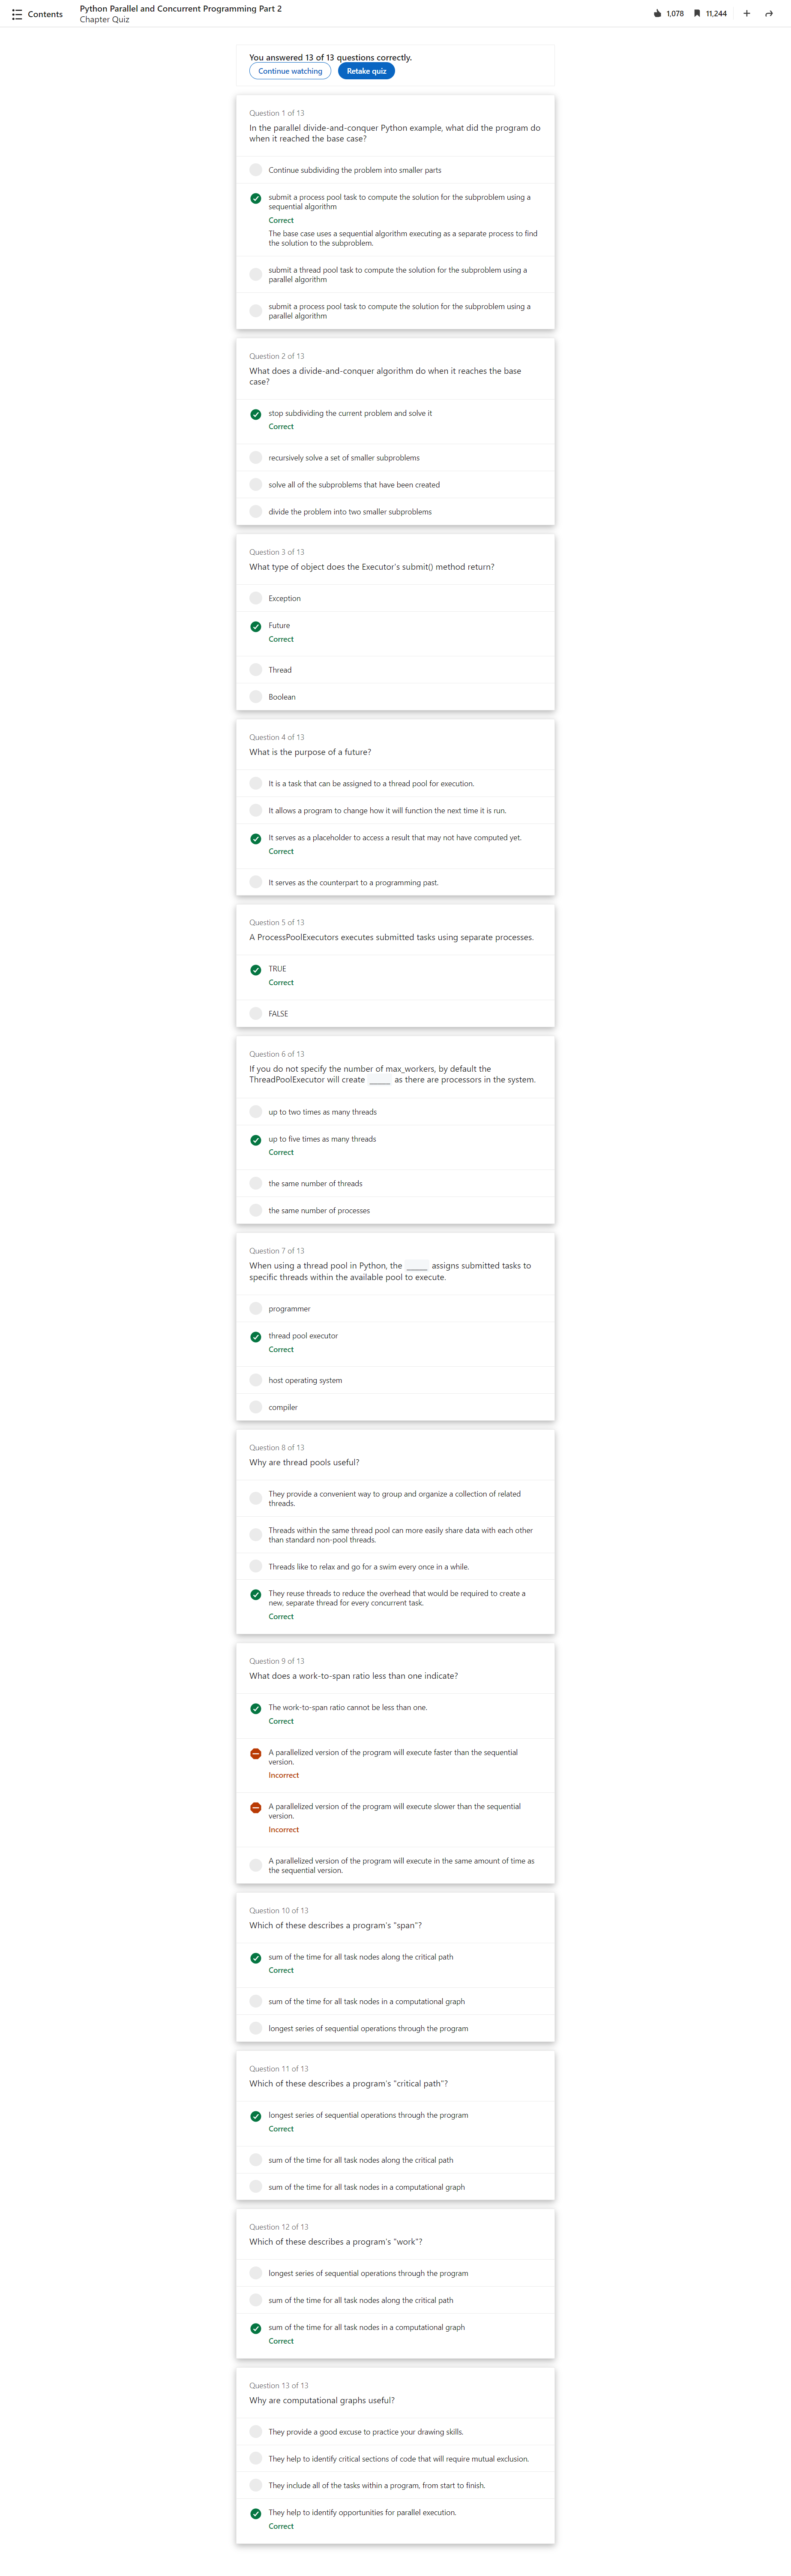 Contents
Python Parallel and Concurrent Programming Part 2
Chapter Quiz
1,078
11,244
You answered 13 of 13 questions correctly.
Continue watching
Retake quiz
Question 1 of 13
In the parallel divide-and-conquer Python example, what did the program do
when it reached the base case?
Continue subdividing the problem into smaller parts
submit a process pool task to compute the solution for the subproblem using a
sequential algorithm
Correct
The base case uses a sequential algorithm executing as a separate process to find
the solution to the subproblem.
submit a thread pool task to compute the solution for the subproblem using a
parallel algorithm
submit a process pool task to compute the solution for the subproblem using a
parallel algorithm
Question 2 of 13
What does a divide-and-conquer algorithm do when it reaches the base
case?
stop subdividing the current problem and solve it
Correct
recursively solve a set of smaller subproblems
solve all of the subproblems that have been created
divide the problem into two smaller subproblems
Question 3 of 13
What type of object does the Executor's submit() method return?
Exception
Future
Correct
Thread
Boolean
Question 4 of 13
What is the purpose of a future?
It is a task that can be assigned to a thread pool for execution.
It allows a program to change how it will function the next time it is run.
It serves as a placeholder to access a result that may not have computed yet.
Correct
It serves as the counterpart to a programming past.
Question 5 of 13
A ProcessPoolExecutors executes submitted tasks using separate processes.
TRUE
Correct
FALSE
Question 6 of 13
If you do not specify the number of max_workers, by default the
ThreadPoolExecutor will create _____ as there are processors in the system.
up to two times as many threads
up to five times as many threads
Correct
the same number of threads
the same number of processes
Question 7 of 13
When using a thread pool in Python, the _____ assigns submitted tasks to
specific threads within the available pool to execute.
programmer
thread pool executor
Correct
host operating system
compiler
Question 8 of 13
Why are thread pools useful?
They provide a convenient way to group and organize a collection of related
threads.
Threads within the same thread pool can more easily share data with each other
than standard non-pool threads.
Threads like to relax and go for a swim every once in a while.
They reuse threads to reduce the overhead that would be required to create a
new, separate thread for every concurrent task.
Correct
Question 9 of 13
What does a work-to-span ratio less than one indicate?
The work-to-span ratio cannot be less than one.
Correct
A parallelized version of the program will execute faster than the sequential
version.
Incorrect
A parallelized version of the program will execute slower than the sequential
version.
Incorrect
A parallelized version of the program will execute in the same amount of time as
the sequential version.
Question 10 of 13
Which of these describes a program's "span"?
sum of the time for all task nodes along the critical path
Correct
sum of the time for all task nodes in a computational graph
longest series of sequential operations through the program
Question 11 of 13
Which of these describes a program's "critical path"?
longest series of sequential operations through the program
Correct
sum of the time for all task nodes along the critical path
sum of the time for all task nodes in a computational graph
Question 12 of 13
Which of these describes a program's "work"?
longest series of sequential operations through the program
sum of the time for all task nodes along the critical path
sum of the time for all task nodes in a computational graph
Correct
Question 13 of 13
Why are computational graphs useful?
They provide a good excuse to practice your drawing skills.
They help to identify critical sections of code that will require mutual exclusion.
They include all of the tasks within a program, from start to finish.
They help to identify opportunities for parallel execution.
Correct